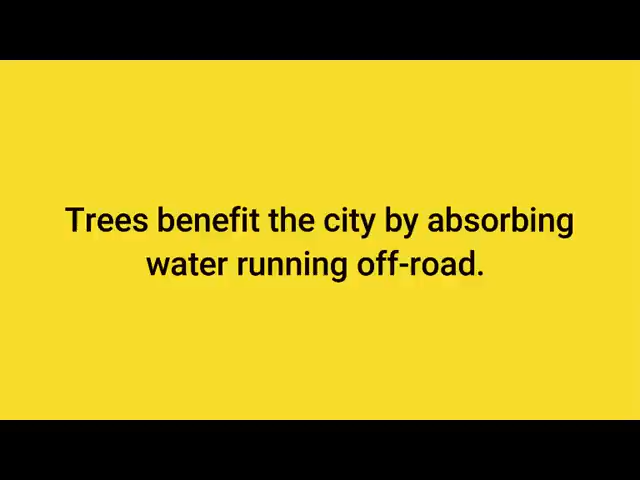 Trees benefit the city by absorbing
water running off-road.